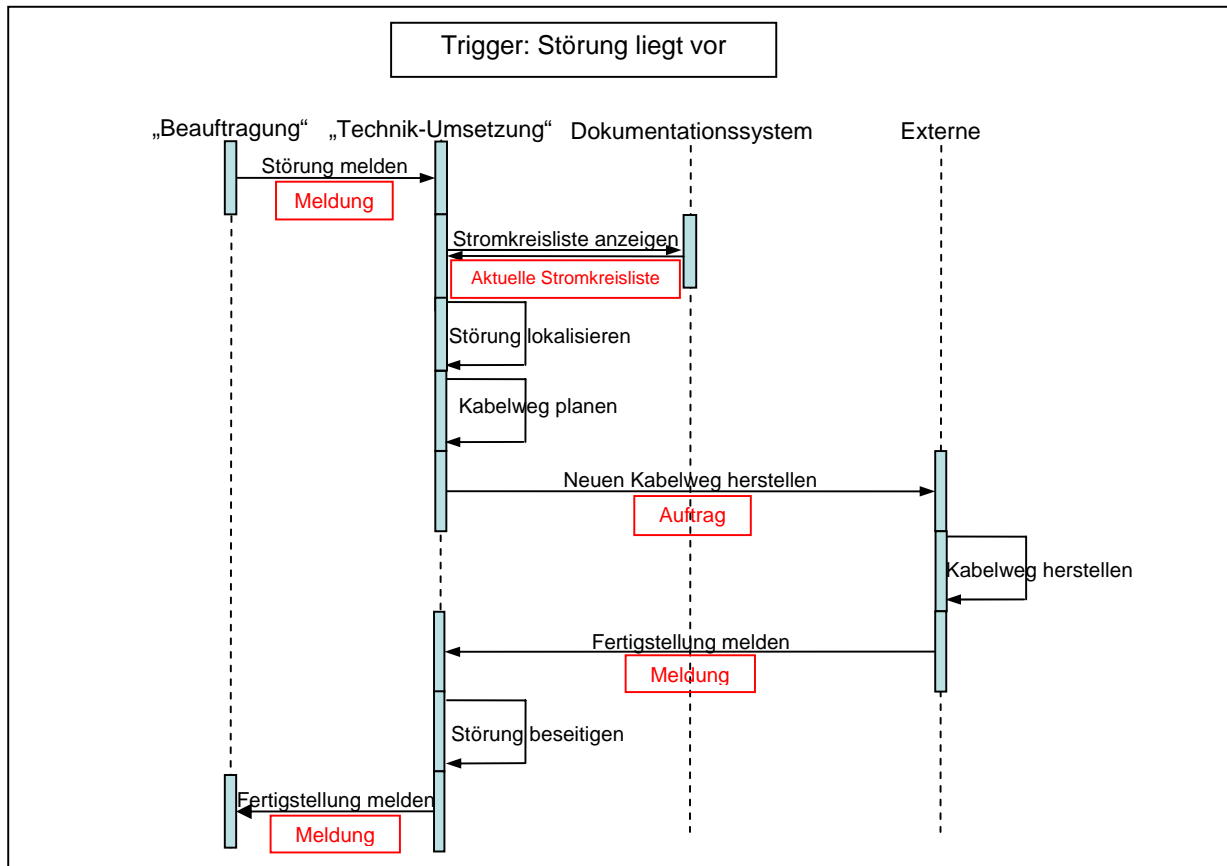 Trigger: Störung liegt vor
„Beauftragung“
„Technik-Umsetzung“
Dokumentationssystem
Externe
Störung melden
Meldung
Stromkreisliste anzeigen
Aktuelle Stromkreisliste
Störung lokalisieren
Kabelweg planen
Neuen Kabelweg herstellen
Auftrag
Kabelweg herstellen
Fertigstellung melden
Meldung
Störung beseitigen
Fertigstellung melden
Meldung